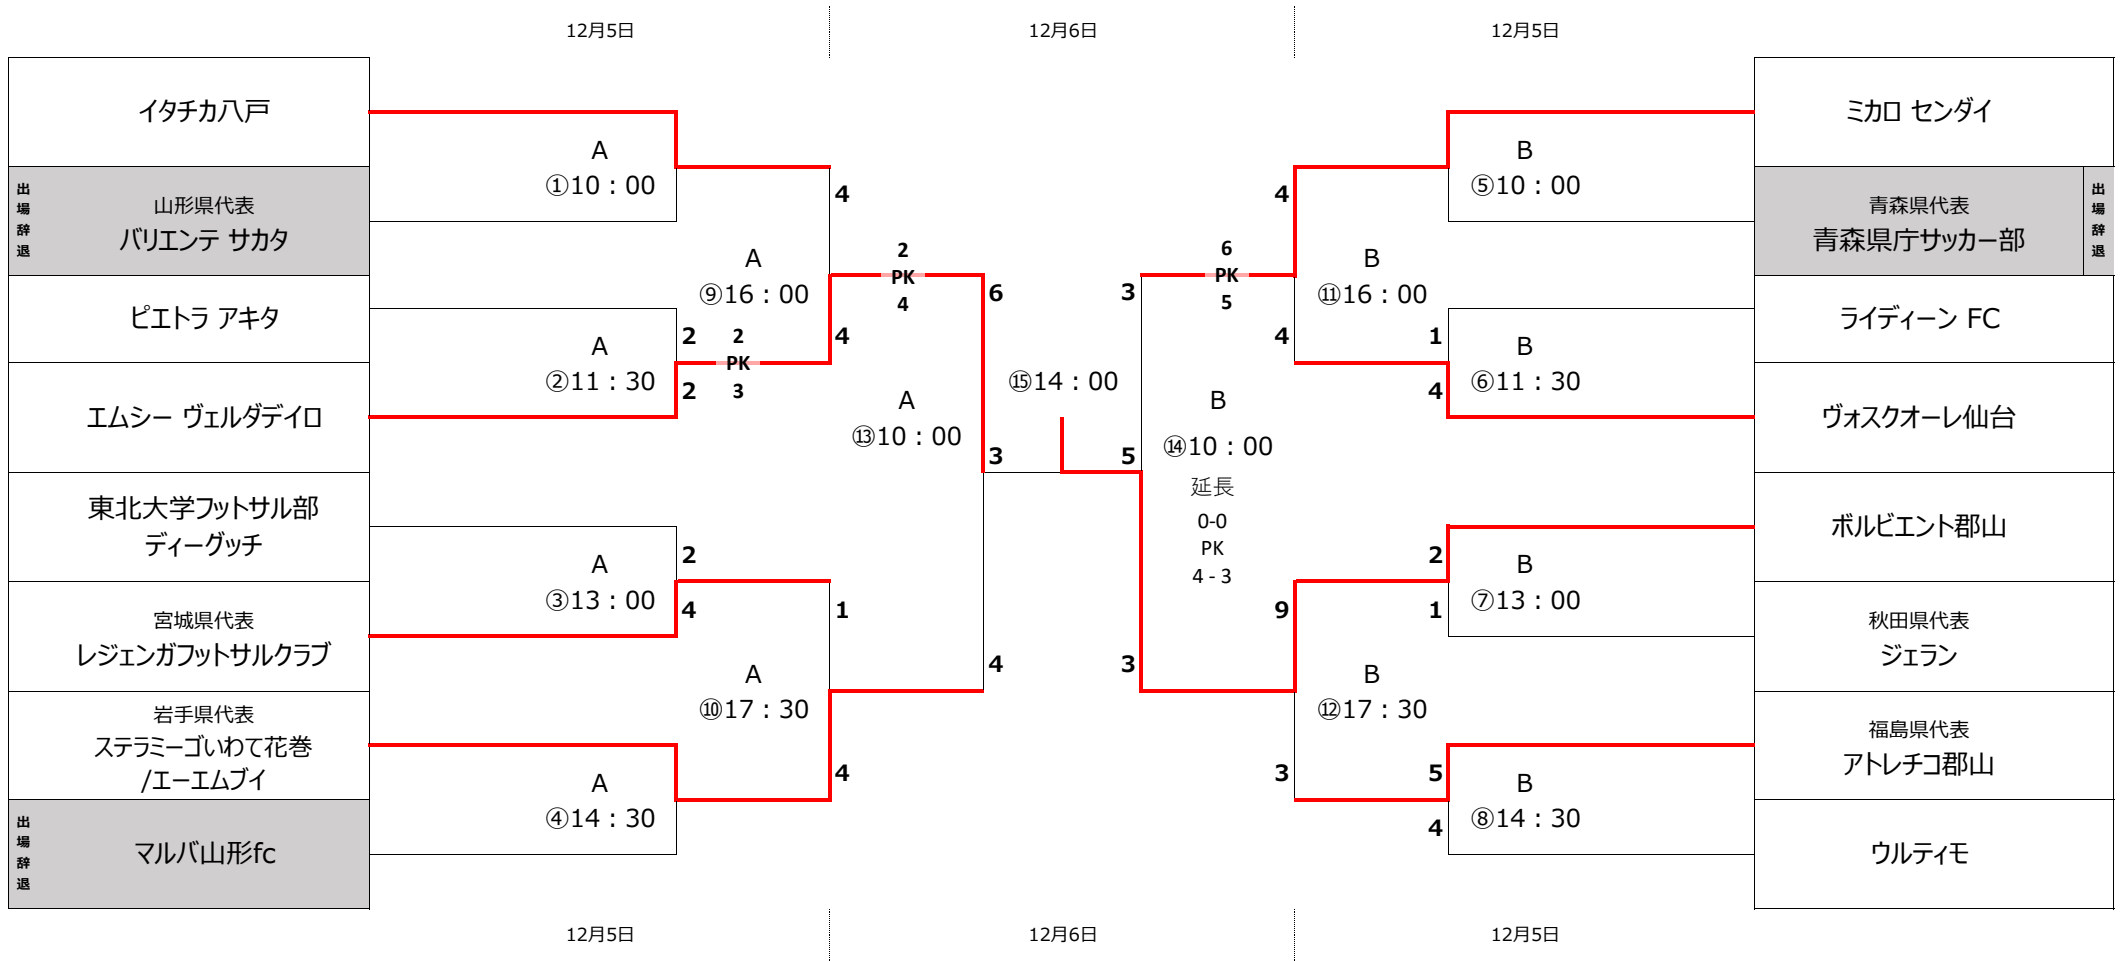 12月5日
12月6日
12月5日
イタチカ八戸
出場辞退
山形県代表
バリエンテ サカタ
ピエトラ アキタ
エムシー ヴェルダデイロ
東北大学フットサル部
ディーグッチ
宮城県代表
レジェンガフットサルクラブ
岩手県代表
ステラミーゴいわて花巻
/エーエムブイ
出場辞退
マルバ山形fc
A
①10：00
A
②11：30
2
2
2
PK
3
A
③13：00
2
4
A
④14：30
A
⑨16：00
4
4
2
PK
4
A
⑩17：30
1
4
A
⑬10：00
6
4
⑮14：00
3
5
B
⑭10：00
延長
0-0
PK
4 - 3
3
3
6
PK
5
B
⑪16：00
4
4
B
⑫17：30
9
3
B
⑤10：00
B
⑥11：30
1
4
B
⑦13：00
2
1
B
⑧14：30
5
4
ミカロ センダイ
青森県代表
青森県庁サッカー部
出場辞退
ライディーン FC
ヴォスクオーレ仙台
ボルビエント郡山
秋田県代表
ジェラン
福島県代表
アトレチコ郡山
ウルティモ
12月5日
12月6日
12月5日